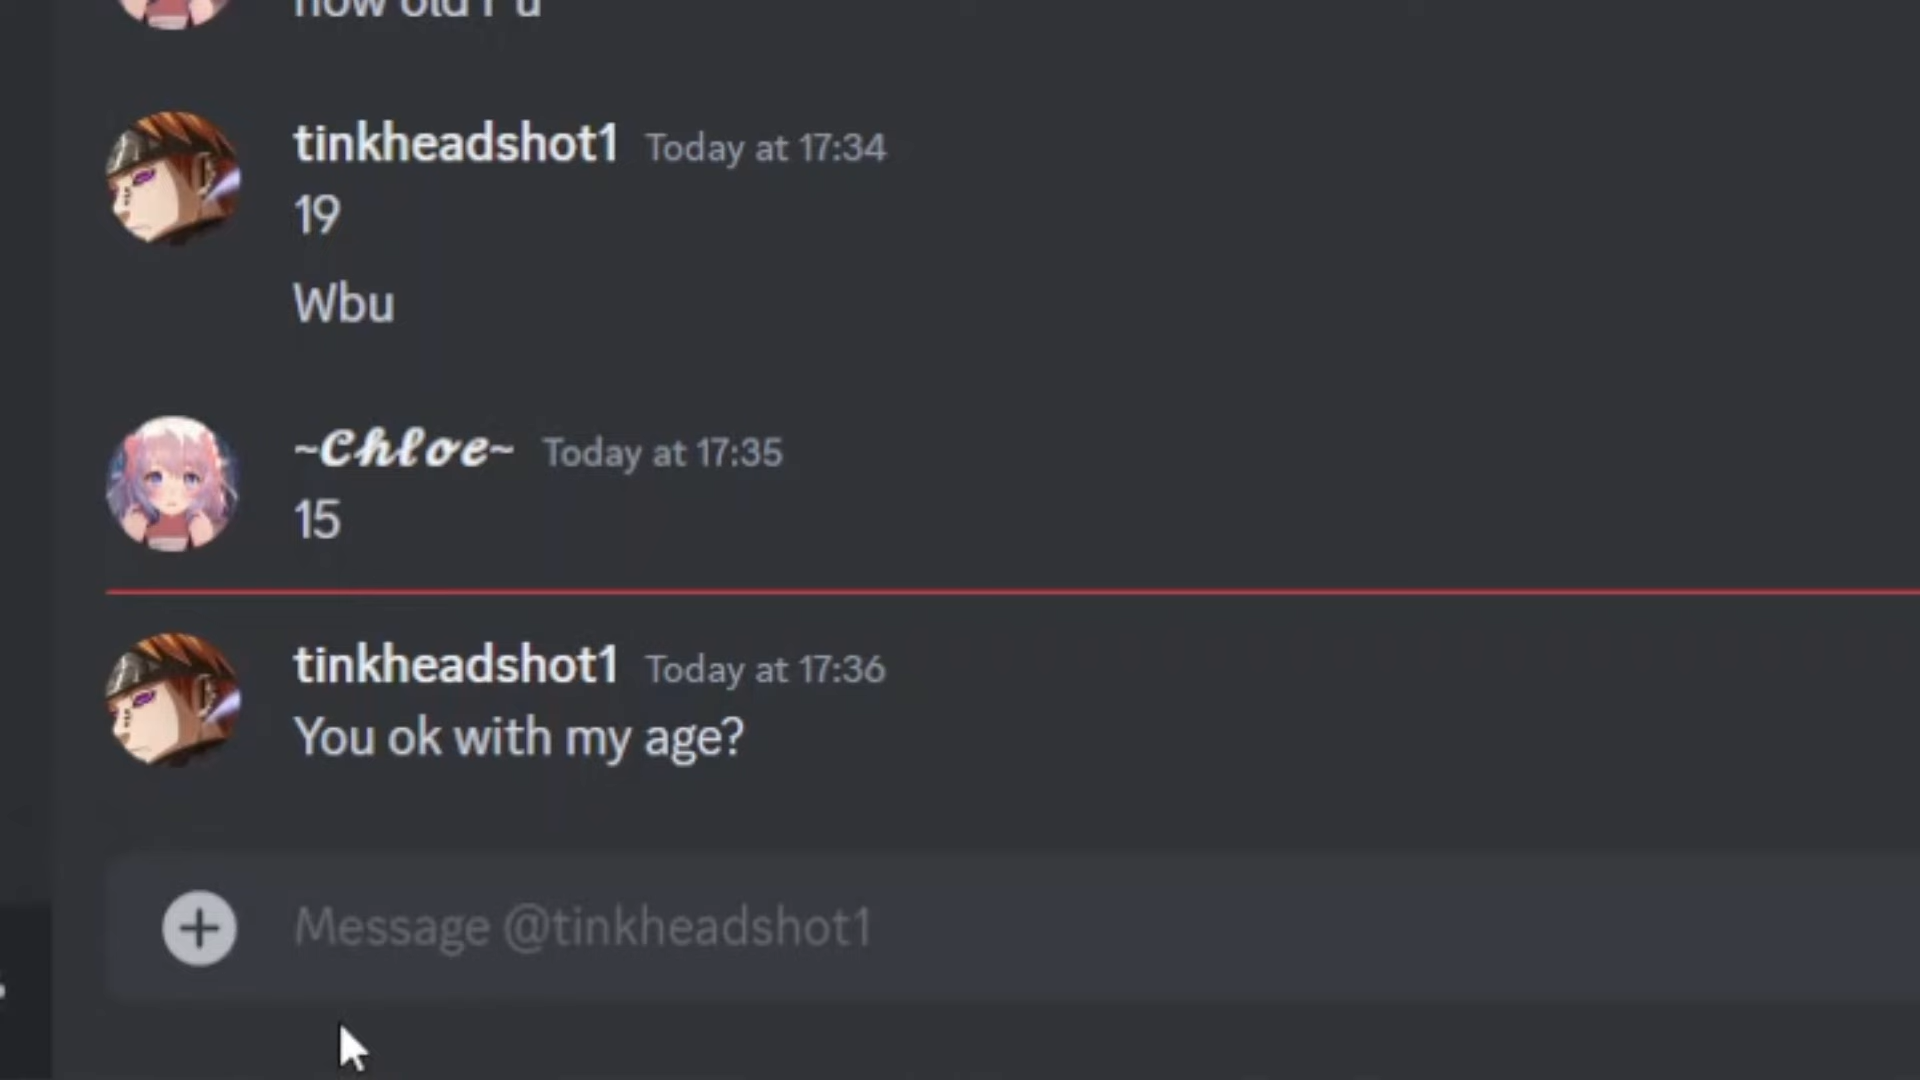 how old r u
tinkheadshot1 Today at 17:34
19
Wbu
~𝓒𝓱𝓵𝓸𝓮~ Today at 17:35
15
tinkheadshot1 Today at 17:36
You ok with my age?
Message @tinkheadshot1